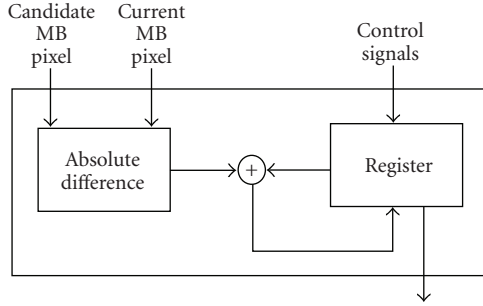 Candidate
MB
pixel
Current
MB
pixel
Control
signals
Absolute
difference
+
Register